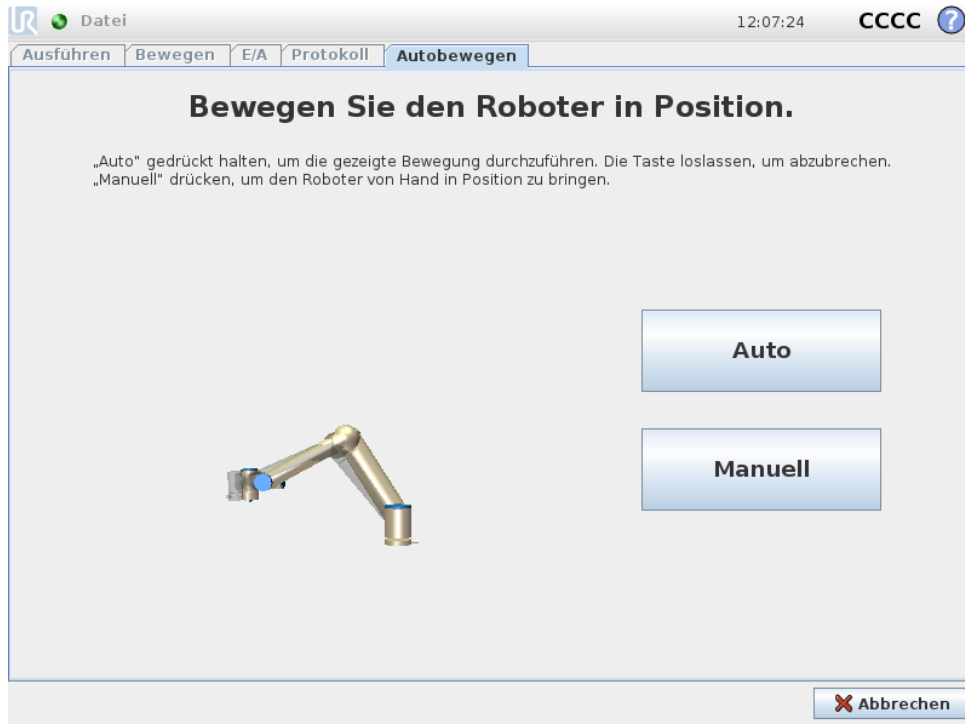 UR Datei 12:07:24 CCCC ?
Ausführen Bewegen E/A Protokoll Autobewegen
Bewegen Sie den Roboter in Position.
„Auto" gedrückt halten, um die gezeigte Bewegung durchzuführen. Die Taste loslassen, um abzubrechen.
„Manuell" drücken, um den Roboter von Hand in Position zu bringen.
Auto
Manuell
Abbrechen